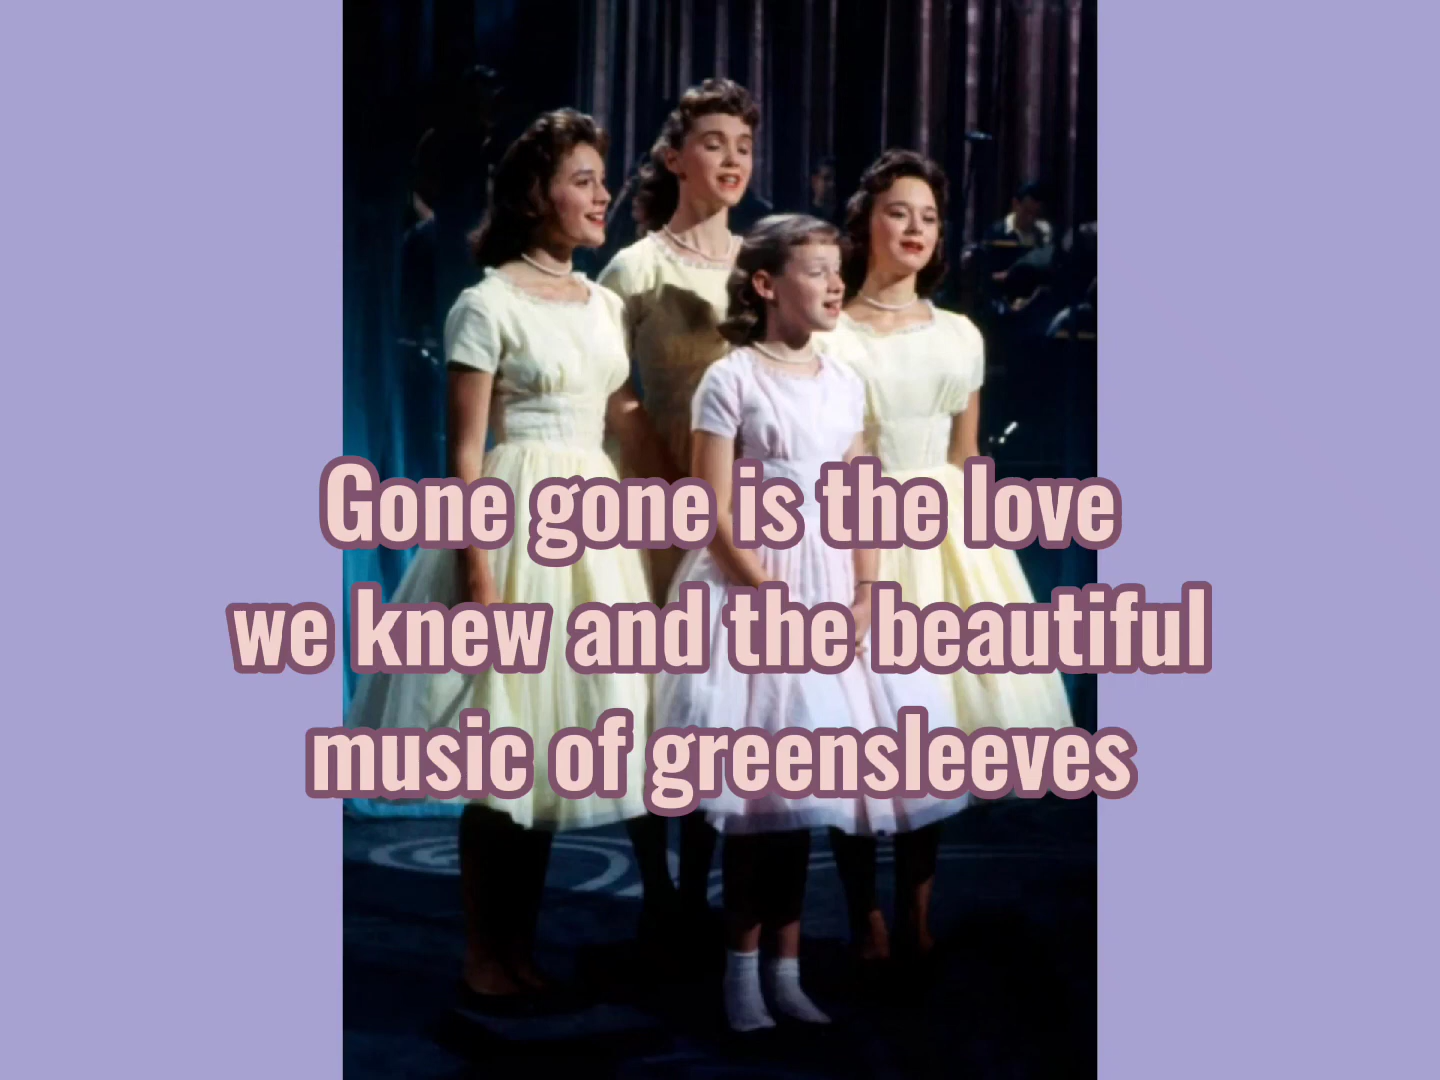 Gone gone is the love
we knew and the beautiful
music of greensleeves